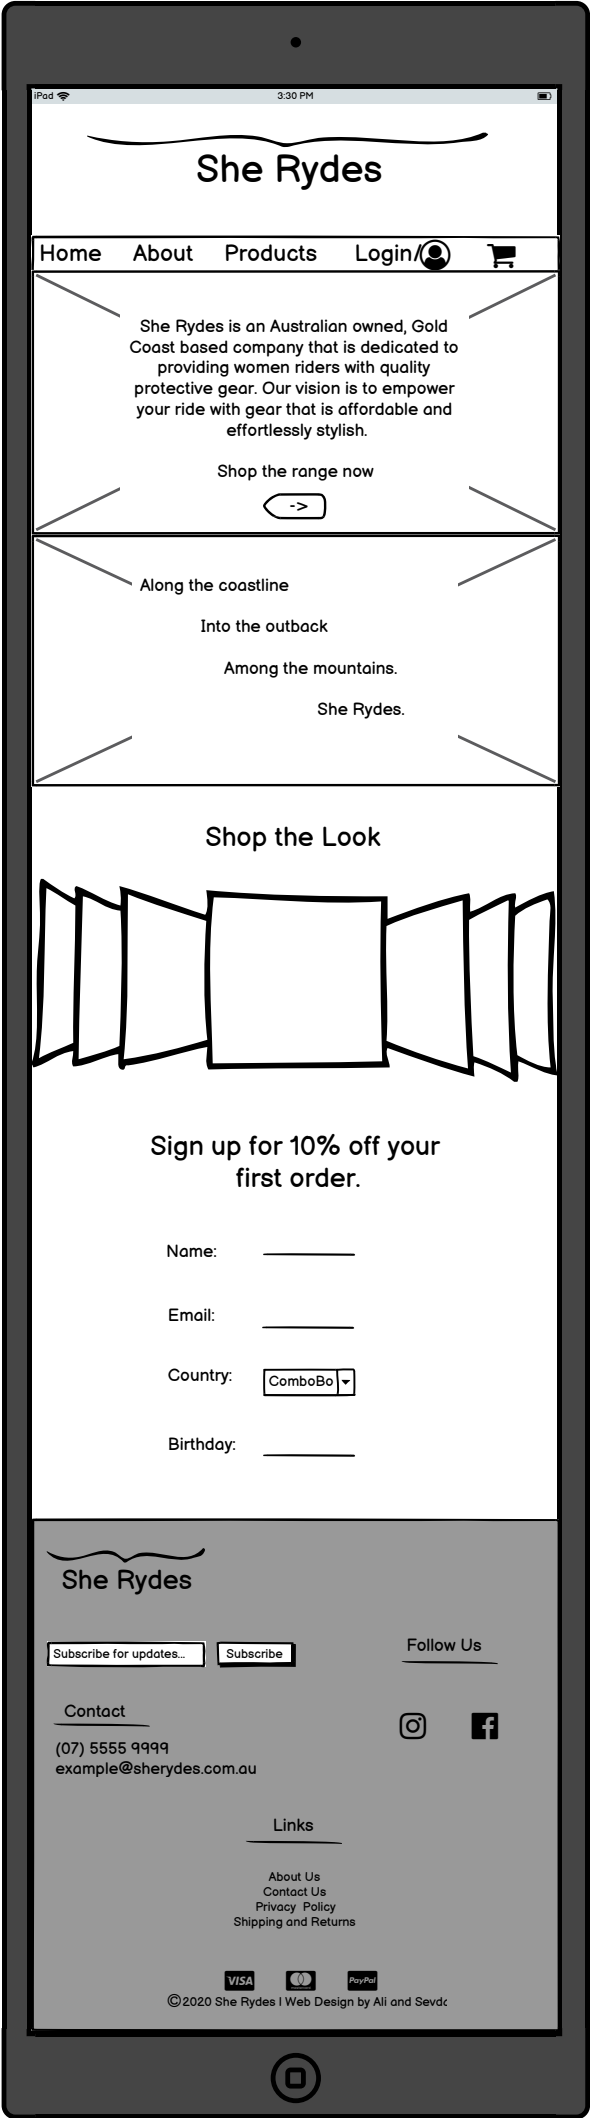 iPad
3:30 PM
She Rydes
Home About Products Login/
She Rydes is an Australian owned, Gold
Coast based company that is dedicated to
providing women riders with quality
protective gear. Our vision is to empower
your ride with gear that is affordable and
effortlessly stylish.
Shop the range now
->
Along the coastline
Into the outback
Among the mountains.
She Rydes.
Shop the Look
Sign up for 10% off your
first order.
Name:
Email:
Country: ComboBo
Birthday:
She Rydes
Subscribe for updates... Subscribe
Follow Us
Contact
(07) 5555 9999
example@sherydes.com.au
Links
About Us
Contact Us
Privacy Policy
Shipping and Returns
VISA MasterCard PayPal
©2020 She Rydes I Web Design by Ali and Sevda